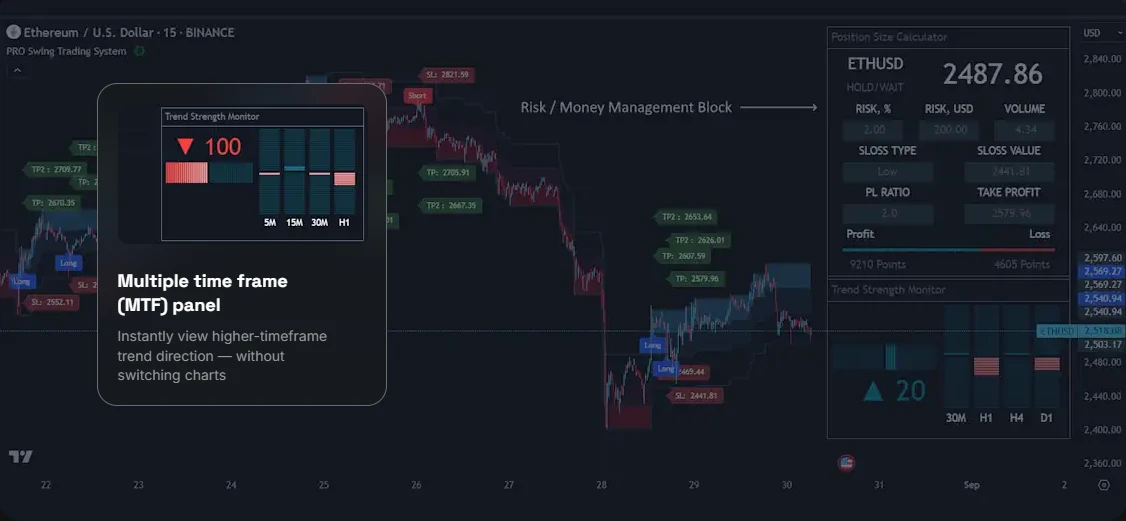 Ethereum / U.S. Dollar · 15 · BINANCE
PRO Swing Trading System
Trend Strength Monitor
▼ 100
5M 15M 30M H1
Multiple time frame
(MTF) panel
Instantly view higher-timeframe
trend direction — without
switching charts
TP2 : 2709.77
TP: 2670.35
Long
Long
SL: 2552.11
SL: 2821.59
Short
TP: 2705.91
TP2 : 2667.35
Risk / Money Management Block
TP2 : 2653.64
TP2 : 2626.01
TP: 2607.59
TP: 2579.96
Long
Long
2469.44
SL: 2441.81
Position Size Calculator
ETHUSD 2487.86
HOLD/WAIT
RISK, % RISK, USD VOLUME
2.00 200.00 4.34
SLOSS TYPE SLOSS VALUE
Low 2441.81
PL RATIO TAKE PROFIT
2.0 2579.96
Profit Loss
9210 Points 4605 Points
Trend Strength Monitor
▲ 20
30M H1 H4 D1
USD
2,840.00
2,800.00
2,760.00
2,720.00
2,680.00
2,640.00
2,597.60
2,569.27
2,569.27
2,540.94
2,540.94
ETHUSD 2,518.08
2,503.17
2,480.00
2,440.00
2,400.00
2,360.00
22 23 24 25 26 27 28 29 30 31 Sep 2